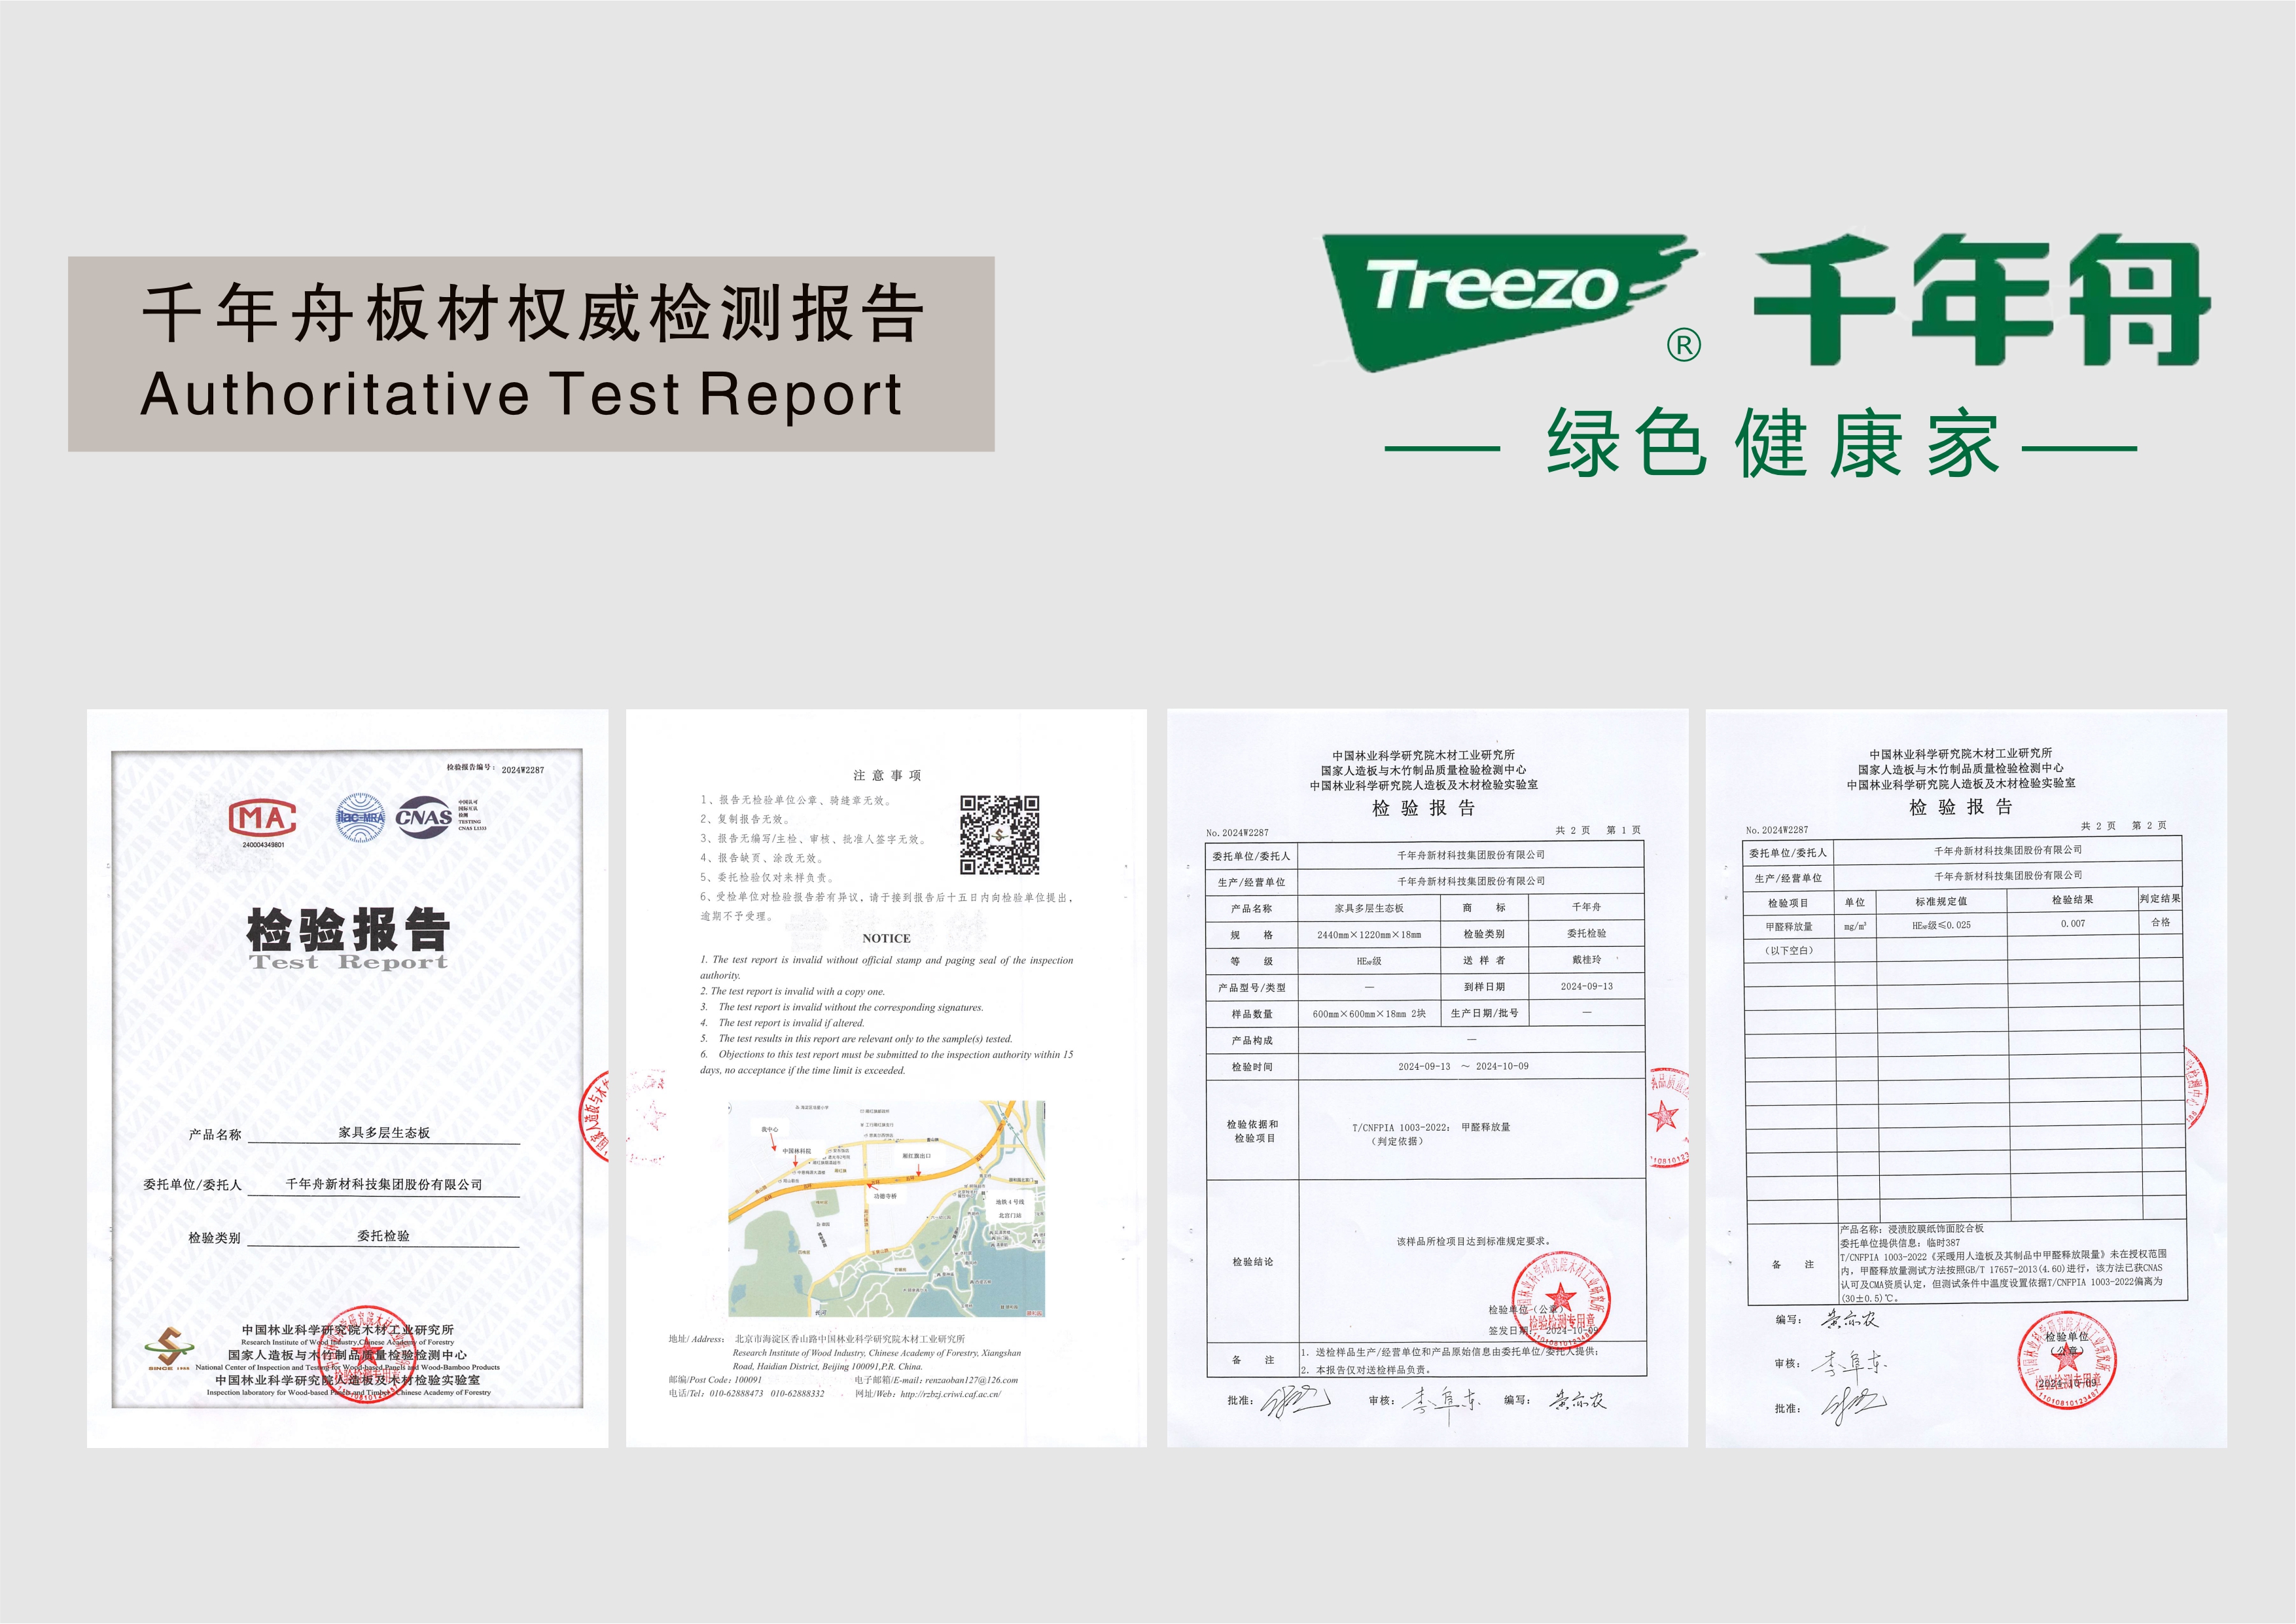 千年舟板材权威检测报告
Authoritative Test Report
Treezo
®
千年舟
绿色健康家
检验报告编号： 2024W2287
MA
240004349801
ilac-MRA
CNAS
中国认可
国际互认
检测
TESTING
CNAS L1333
检验报告
Test Report
产品名称 家具多层生态板
委托单位/委托人 千年舟新材科技集团股份有限公司
检验类别 委托检验
中国林业科学研究院木材工业研究所
Research Institute of Wood Industry,Chinese Academy of Forestry
国家人造板与木竹制品质量检验检测中心
National Center of Inspection and Testing for Wood-based Panels and Wood-Bamboo Products
中国林业科学研究院人造板及木材检验实验室
Inspection laboratory for Wood-based Panels and Timber, Chinese Academy of Forestry
注意事项
1、报告无检验单位公章、骑缝章无效。
2、复制报告无效。
3、报告无编写/主检、审核、批准人签字无效。
4、报告缺页、涂改无效。
5、委托检验仅对来样负责。
6、受检单位对检验报告若有异议，请于接到报告后十五日内向检验单位提出，
逾期不予受理。
NOTICE
1. The test report is invalid without official stamp and paging seal of the inspection
authority.
2. The test report is invalid with a copy one.
3. The test report is invalid without the corresponding signatures.
4. The test report is invalid if altered.
5. The test results in this report are relevant only to the sample(s) tested.
6. Objections to this test report must be submitted to the inspection authority within 15
days, no acceptance if the time limit is exceeded.
我中心
中国林科院
厢红旗出口
功德寺桥
地铁 4 号线
北宫门站
地址/ Address： 北京市海淀区香山路中国林业科学研究院木材工业研究所
Research Institute of Wood Industry, Chinese Academy of Forestry, Xiangshan
Road, Haidian District, Beijing 100091,P.R. China.
邮编/Post Code：100091 电子邮箱/E-mail：renzaoban127@126.com
电话/Tel：010-62888473 010-62888332 网址/Web：http://rzbzj.criwi.caf.ac.cn/
中国林业科学研究院木材工业研究所
国家人造板与木竹制品质量检验检测中心
中国林业科学研究院人造板及木材检验实验室
检验报告
No.2024W2287 共 2 页 第 1 页
委托单位/委托人 千年舟新材科技集团股份有限公司
生产/经营单位 千年舟新材科技集团股份有限公司
产品名称 家具多层生态板 商标 千年舟
规格 2440mm×1220mm×18mm 检验类别 委托检验
等级 HE级 送样者 戴桂玲
产品型号/类型 — 到样日期 2024-09-13
样品数量 600mm×600mm×18mm 2块 生产日期/批号 —
产品构成 —
检验时间 2024-09-13 ～ 2024-10-09
检验依据和
检验项目
T/CNFPIA 1003-2022： 甲醛释放量
（判定依据）
检验结论
该样品所检项目达到标准规定要求。
检验单位（公章）
签发日期： 2024-10-09
检验检测专用章
备注
1. 送检样品生产/经营单位和产品原始信息由委托单位/委托人提供；
2. 本报告仅对送检样品负责。
批准： 审核： 李阜东 编写：
中国林业科学研究院木材工业研究所
国家人造板与木竹制品质量检验检测中心
中国林业科学研究院人造板及木材检验实验室
检验报告
No.2024W2287 共 2 页 第 2 页
委托单位/委托人 千年舟新材科技集团股份有限公司
生产/经营单位 千年舟新材科技集团股份有限公司
检验项目 单位 标准规定值 检验结果 判定结果
甲醛释放量 mg/m³ HE级≤0.025 0.007 合格
（以下空白）
备注
产品名称：浸渍胶膜纸饰面胶合板
委托单位提供信息：临时387
T/CNFPIA 1003-2022《采暖用人造板及其制品中甲醛释放限量》未在授权范围
内，甲醛释放量测试方法按照GB/T 17657-2013(4.60)进行，该方法已获CNAS
认可及CMA资质认定，但测试条件中温度设置依据T/CNFPIA 1003-2022偏离为
(30±0.5)℃。
编写：
审核： 李阜东
批准：
检验单位
（公章）
2024-10-09
检验检测专用章